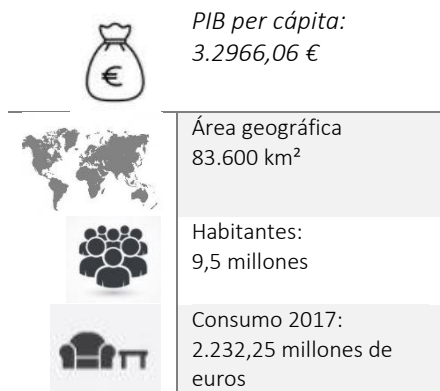 PIB per cápita:
3.2966,06 €
€
Área geográfica
83.600 km²
Habitantes:
9,5 millones
Consumo 2017:
2.232,25 millones de
euros